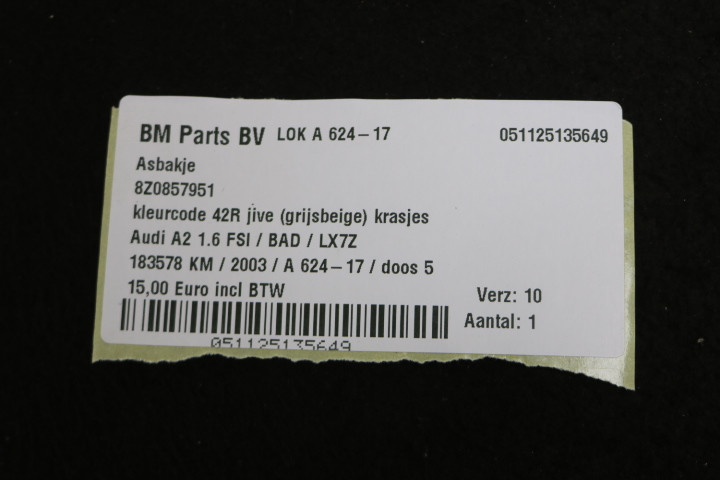 BM Parts BV LOK A 624-17 051125135649
Asbakje
8Z0857951
kleurcode 42R jive (grijsbeige) krasjes
Audi A2 1.6 FSI / BAD / LX7Z
183578 KM / 2003 / A 624-17 / doos 5
15,00 Euro incl BTW Verz: 10
Aantal: 1
051125135649